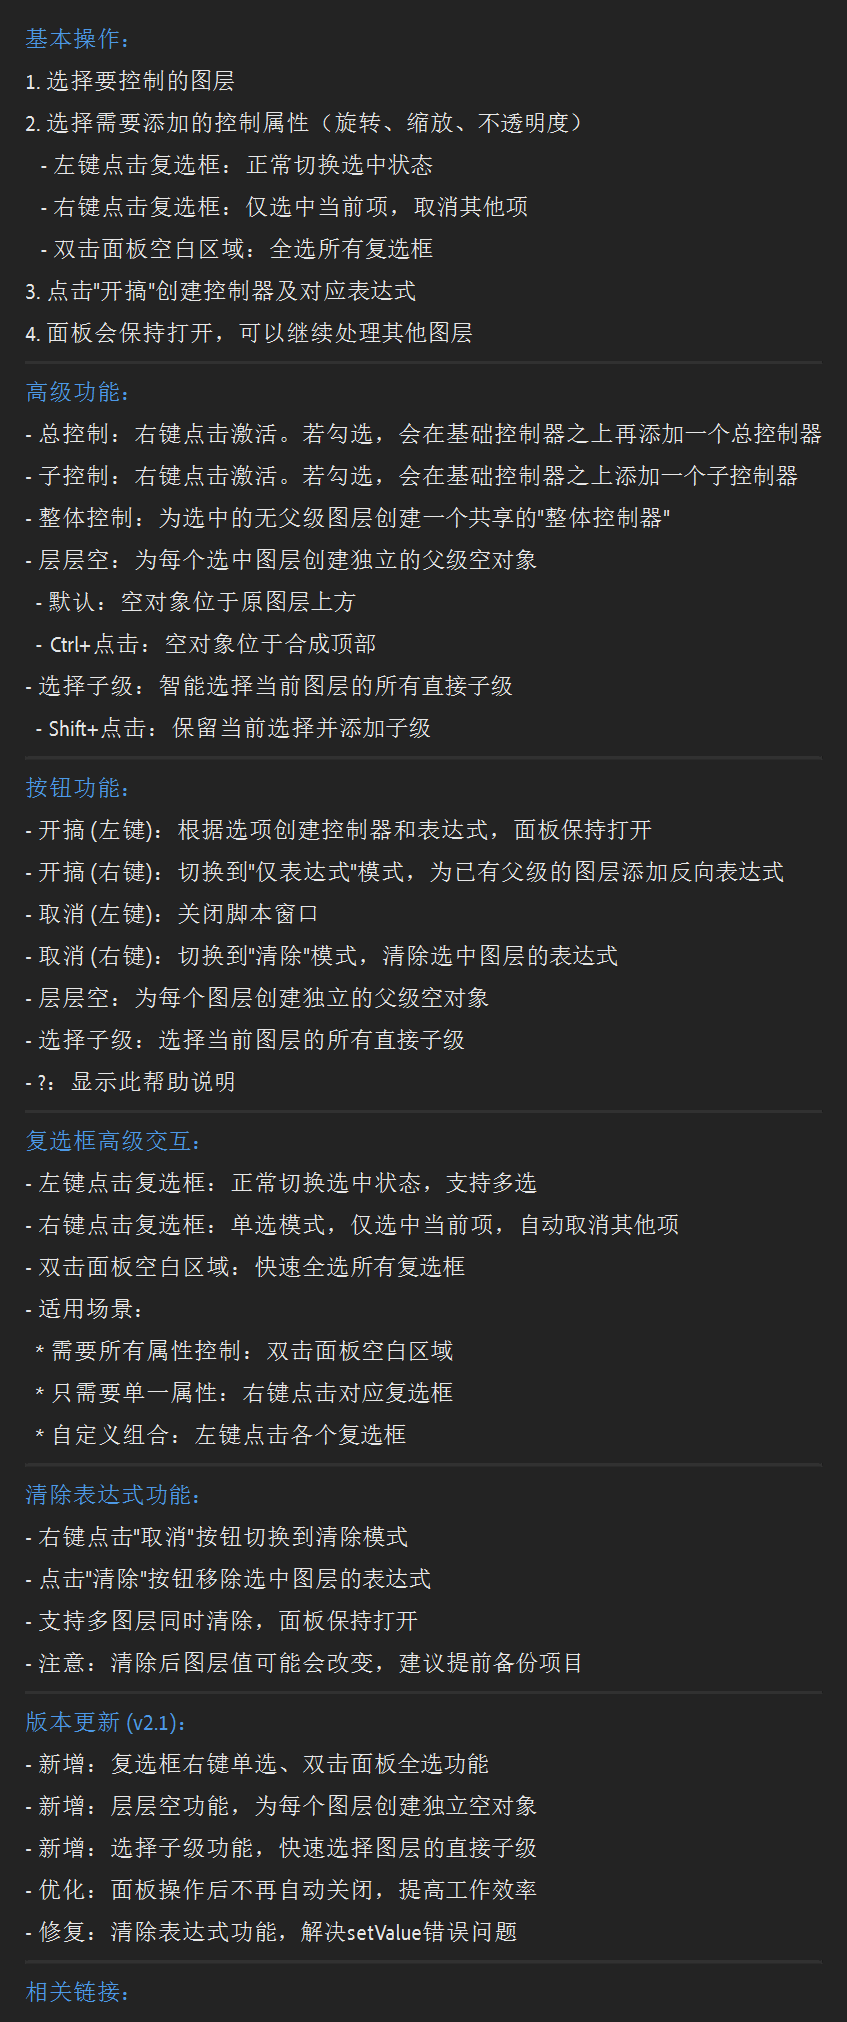 基本操作：
1. 选择要控制的图层
2. 选择需要添加的控制属性（旋转、缩放、不透明度）
- 左键点击复选框：正常切换选中状态
- 右键点击复选框：仅选中当前项，取消其他项
- 双击面板空白区域：全选所有复选框
3. 点击"开搞"创建控制器及对应表达式
4. 面板会保持打开，可以继续处理其他图层
高级功能：
- 总控制：右键点击激活。若勾选，会在基础控制器之上再添加一个总控制器
- 子控制：右键点击激活。若勾选，会在基础控制器之上添加一个子控制器
- 整体控制：为选中的无父级图层创建一个共享的"整体控制器"
- 层层空：为每个选中图层创建独立的父级空对象
- 默认：空对象位于原图层上方
- Ctrl+点击：空对象位于合成顶部
- 选择子级：智能选择当前图层的所有直接子级
- Shift+点击：保留当前选择并添加子级
按钮功能：
- 开搞 (左键)：根据选项创建控制器和表达式，面板保持打开
- 开搞 (右键)：切换到"仅表达式"模式，为已有父级的图层添加反向表达式
- 取消 (左键)：关闭脚本窗口
- 取消 (右键)：切换到"清除"模式，清除选中图层的表达式
- 层层空：为每个图层创建独立的父级空对象
- 选择子级：选择当前图层的所有直接子级
- ?：显示此帮助说明
复选框高级交互：
- 左键点击复选框：正常切换选中状态，支持多选
- 右键点击复选框：单选模式，仅选中当前项，自动取消其他项
- 双击面板空白区域：快速全选所有复选框
- 适用场景：
* 需要所有属性控制：双击面板空白区域
* 只需要单一属性：右键点击对应复选框
* 自定义组合：左键点击各个复选框
清除表达式功能：
- 右键点击"取消"按钮切换到清除模式
- 点击"清除"按钮移除选中图层的表达式
- 支持多图层同时清除，面板保持打开
- 注意：清除后图层值可能会改变，建议提前备份项目
版本更新 (v2.1)：
- 新增：复选框右键单选、双击面板全选功能
- 新增：层层空功能，为每个图层创建独立空对象
- 新增：选择子级功能，快速选择图层的直接子级
- 优化：面板操作后不再自动关闭，提高工作效率
- 修复：清除表达式功能，解决setValue错误问题
相关链接：